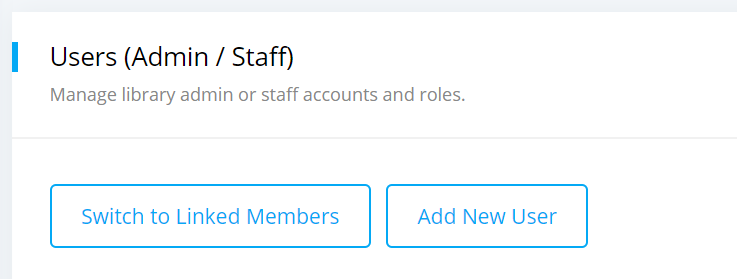 Users (Admin / Staff)
Manage library admin or staff accounts and roles.
Switch to Linked Members
Add New User